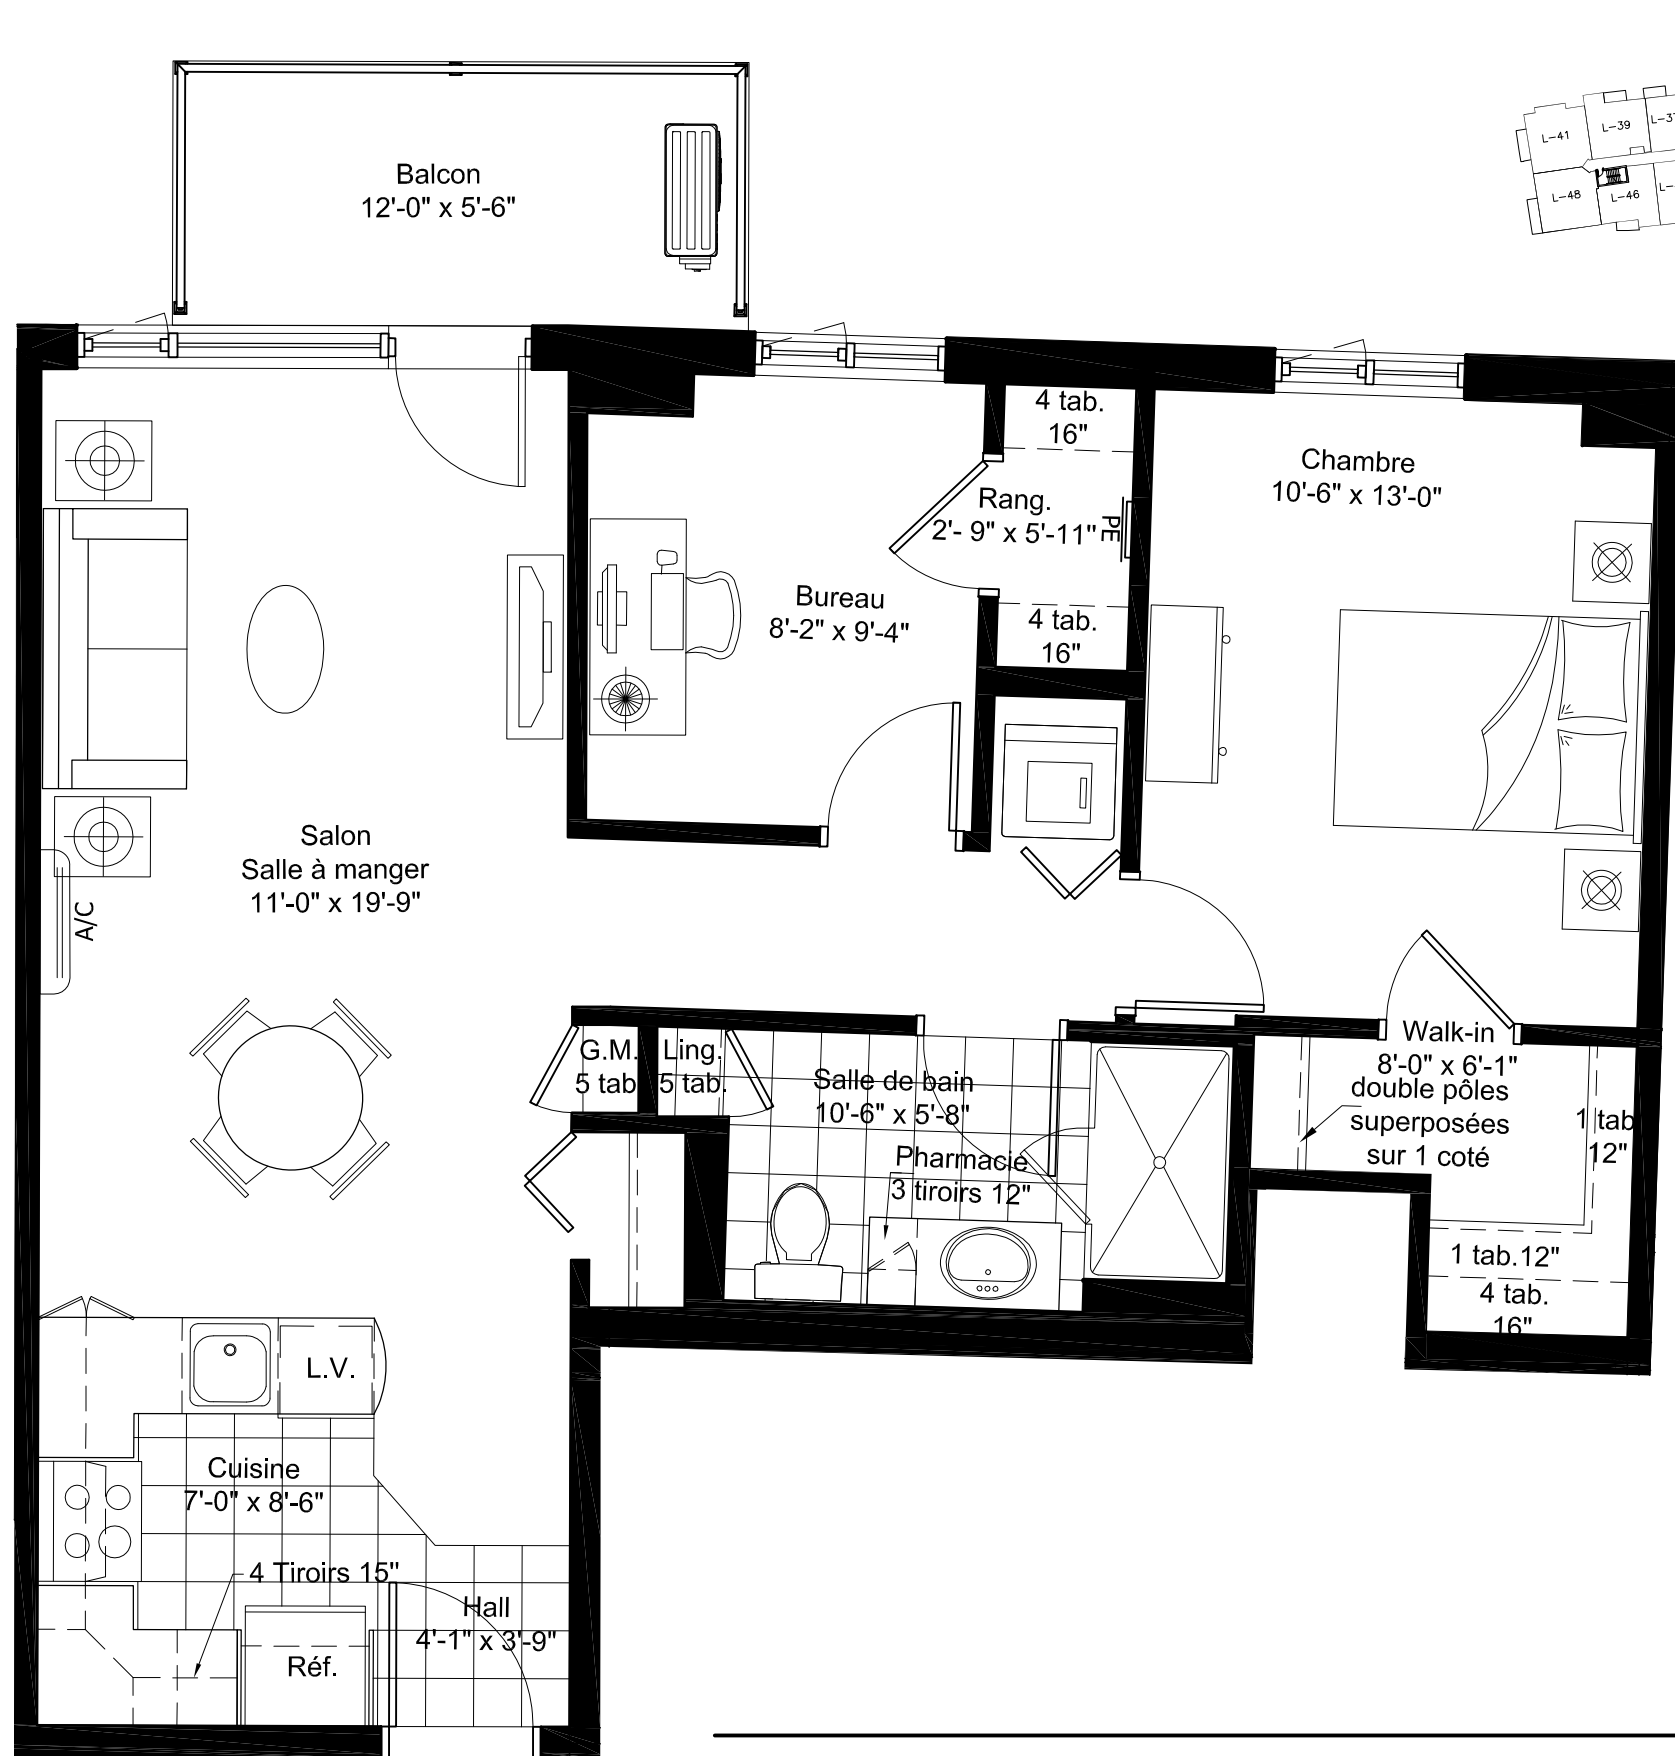 Balcon
12'-0" x 5'-6"
L-41
L-39
L-48
L-46
4 tab.
16"
Rang.
2'- 9" x 5'-11"
PE
4 tab.
16"
Chambre
10'-6" x 13'-0"
Bureau
8'-2" x 9'-4"
Salon
Salle à manger
11'-0" x 19'-9"
A/C
G.M.
5 tab.
Ling.
5 tab.
Salle de bain
10'-6" x 5'-8"
Pharmacie
3 tiroirs 12"
Walk-in
8'-0" x 6'-1"
double pôles
superposées
sur 1 coté
1 tab
12"
1 tab.12"
4 tab.
16"
L.V.
Cuisine
7'-0" x 8'-6"
4 Tiroirs 15"
Hall
4'-1" x 3'-9"
Réf.